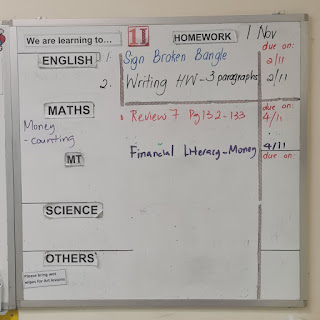 We are learning to... 1J HOMEWORK 1 Nov
due on:
ENGLISH 1. Sign Broken Bangle 2/11
2. Writing HW-3 paragraphs 2/11
MATHS due on:
Money • Review 7 Pg 132-133 4/11
- counting
MT Financial Literacy-Money 4/11
due on:
SCIENCE
OTHERS
Please bring wet
wipes for Art lessons